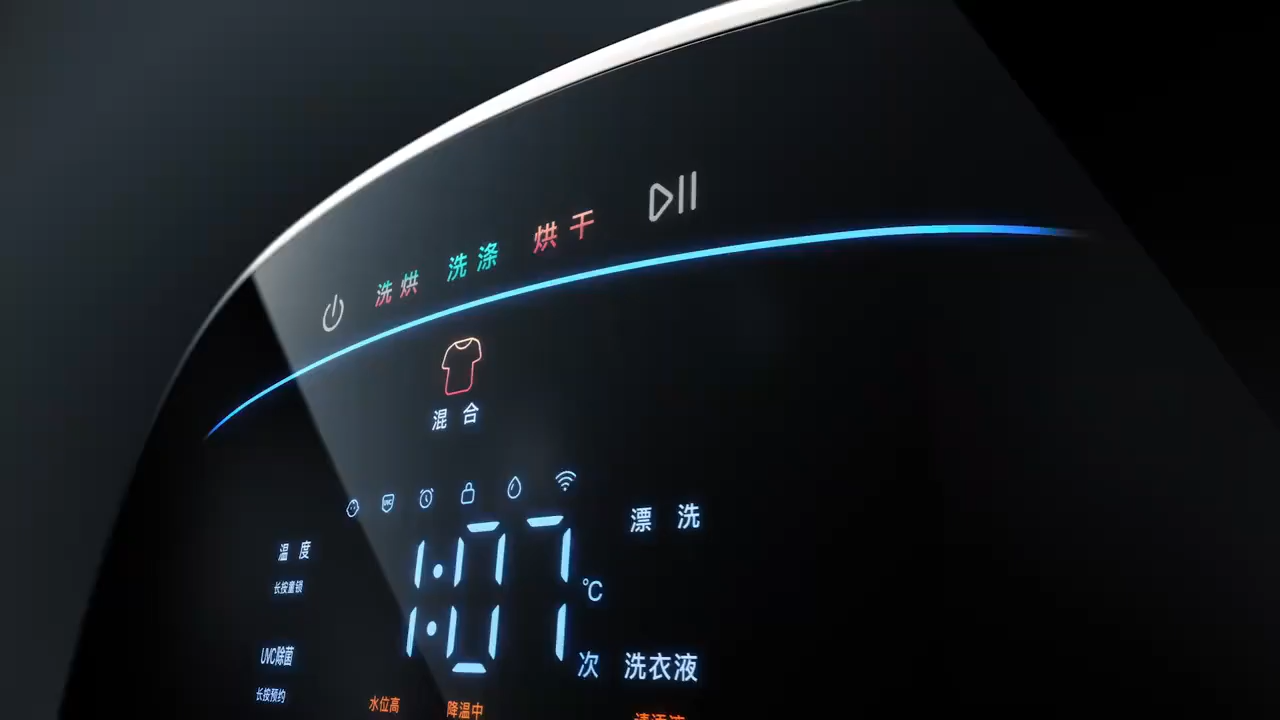 洗烘 洗涤 烘干
混合
温度
漂洗
长按童锁
1:07
℃
UVC除菌
次
洗衣液
长按预约
水位高
降温中